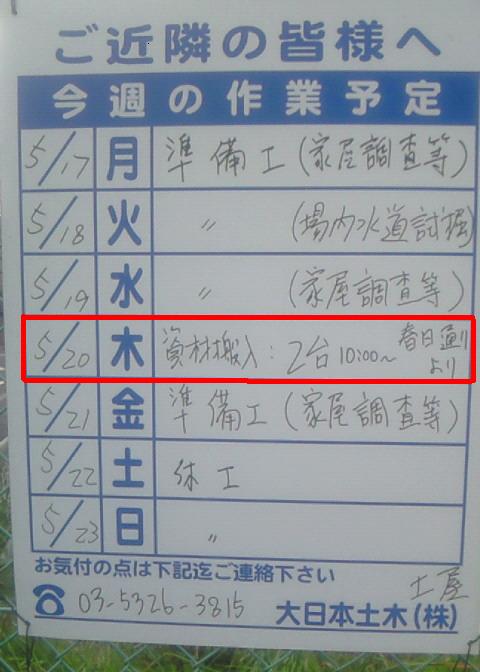 ご近隣の皆様へ
今週の作業予定
5/17 月 準備工(家屋調査等)
5/18 火 〃 (場内水道試掘)
5/19 水 〃 (家屋調査等)
5/20 木 資材搬入:2台10:00~ 春日通り
より
5/21 金 準備工(家屋調査等)
5/22 土 休工
5/23 日 〃
お気付の点は下記迄ご連絡下さい
土屋
☎ 03-5326-3815 大日本土木(株)